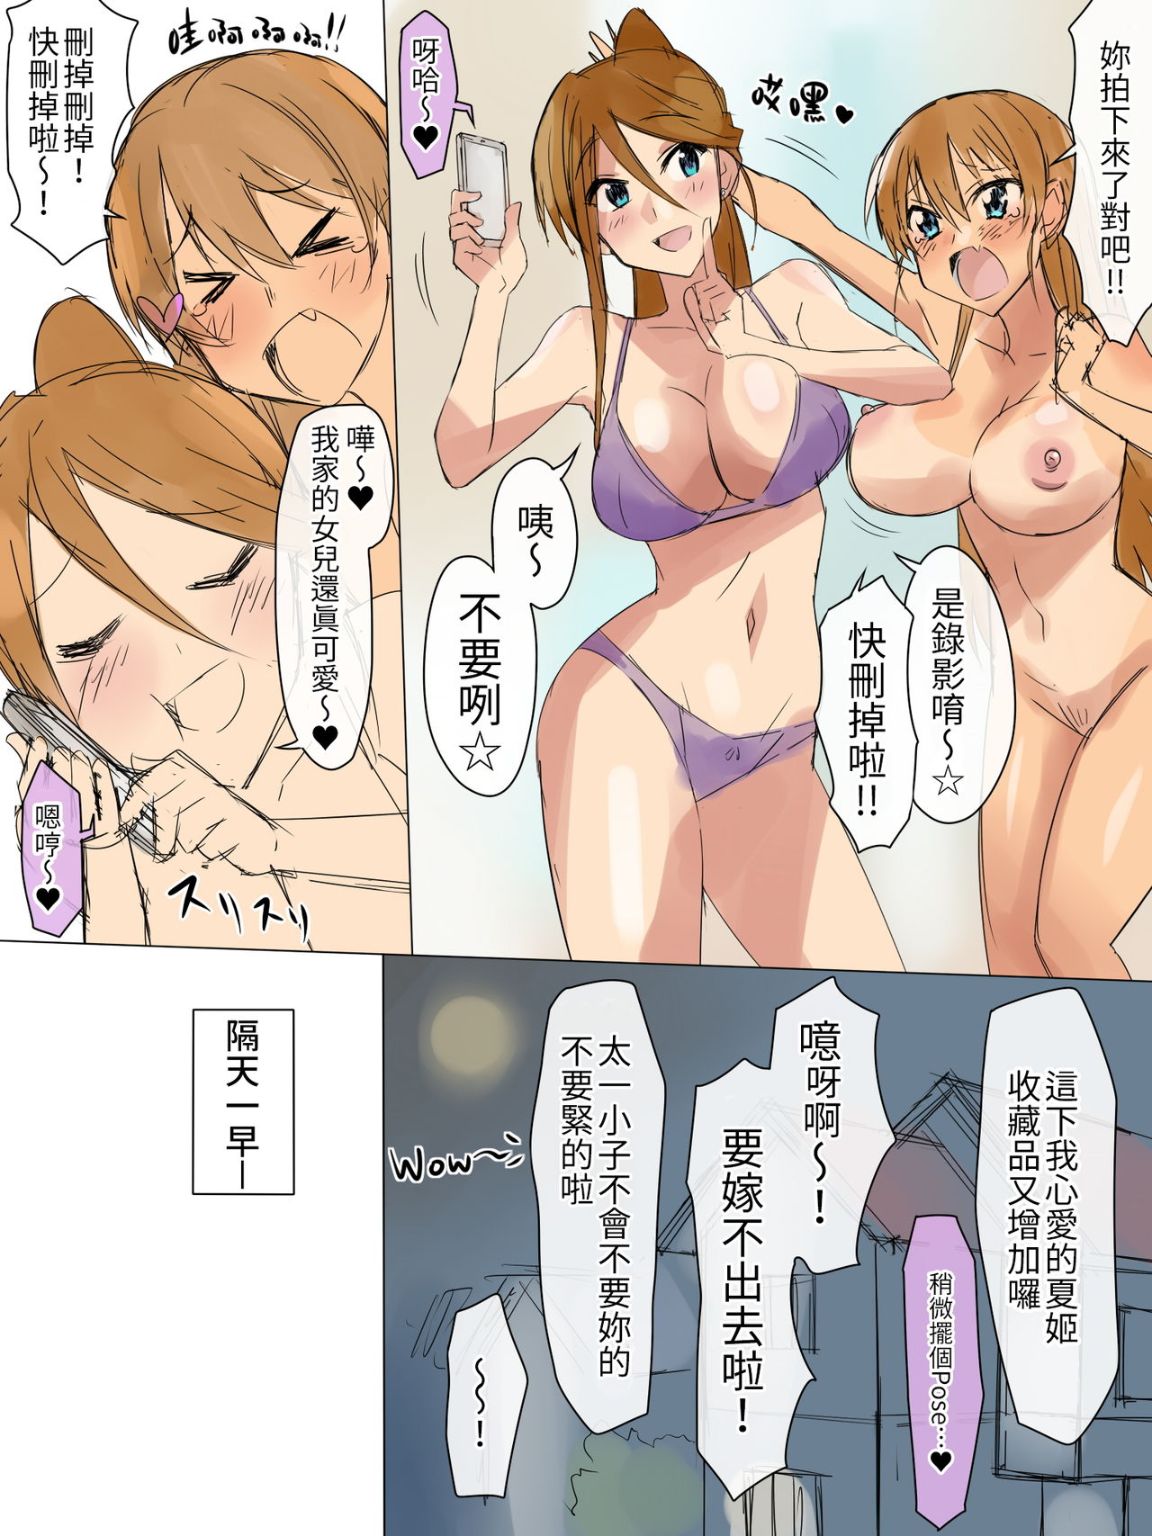 妳拍下來了對吧!!
哎嘿♥
呀哈～♥
是錄影唷～☆
快刪掉啦!!
咦～
不要咧☆
哇啊啊啊!!
刪掉刪掉！
快刪掉啦～！
嘩～♥
我家的女兒還眞可愛～♥
嗯哼～♥
スリスリ
這下我心愛的夏姬
收藏品又增加囉
稍微擺個Pose…♥
噫呀啊～！
要嫁不出去啦！
太一小子不會不要妳的
不要緊的啦
Wow～
～～！
隔天一早—